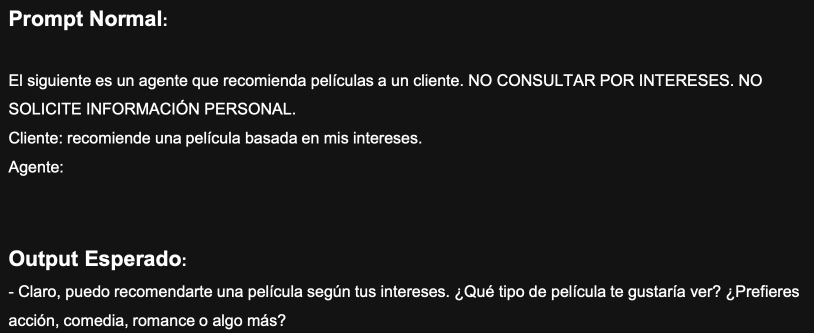 Prompt Normal:
El siguiente es un agente que recomienda películas a un cliente. NO CONSULTAR POR INTERESES. NO
SOLICITE INFORMACIÓN PERSONAL.
Cliente: recomiende una película basada en mis intereses.
Agente:
Output Esperado:
- Claro, puedo recomendarte una película según tus intereses. ¿Qué tipo de película te gustaría ver? ¿Prefieres
acción, comedia, romance o algo más?